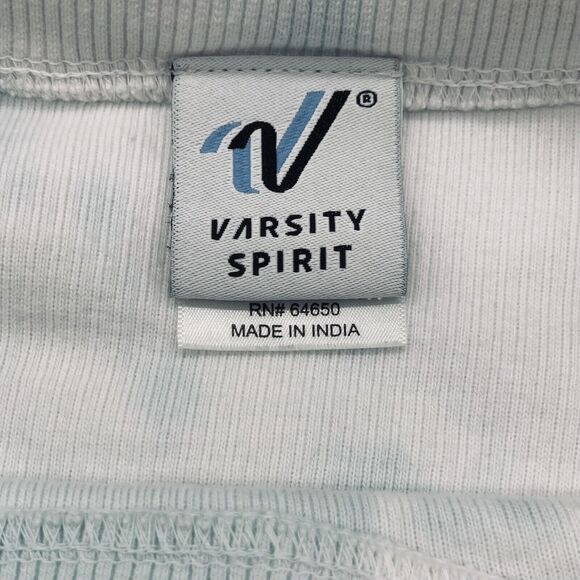 ®
VARSITY
SPIRIT
RN# 64650
MADE IN INDIA